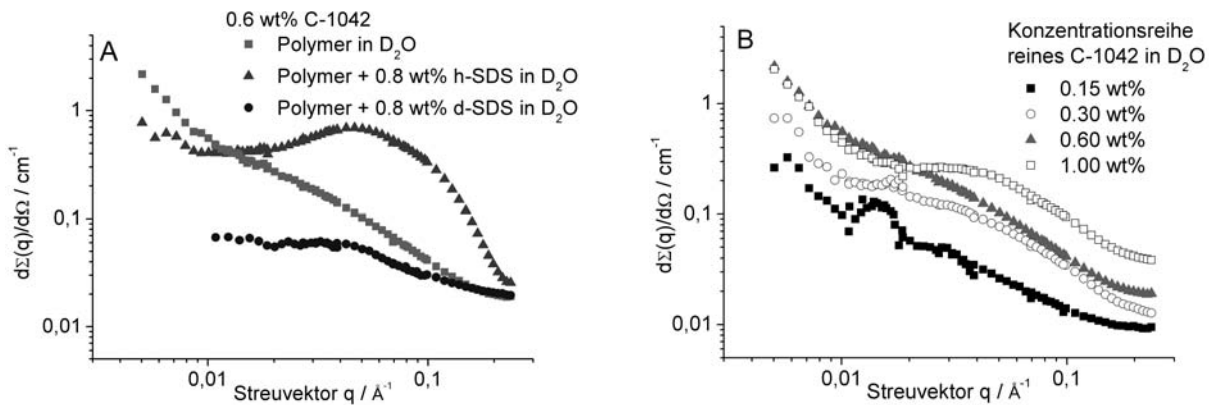 A
0.6 wt% C-1042
Polymer in D₂O
Polymer + 0.8 wt% h-SDS in D₂O
Polymer + 0.8 wt% d-SDS in D₂O
dΣ(q)/dΩ / cm⁻¹
1
0,1
0,01
0,01
0,1
Streuvektor q / Å⁻¹
B
Konzentrationsreihe
reines C-1042 in D₂O
0.15 wt%
0.30 wt%
0.60 wt%
1.00 wt%
dΣ(q)/dΩ / cm⁻¹
1
0,1
0,01
0,01
0,1
Streuvektor q / Å⁻¹